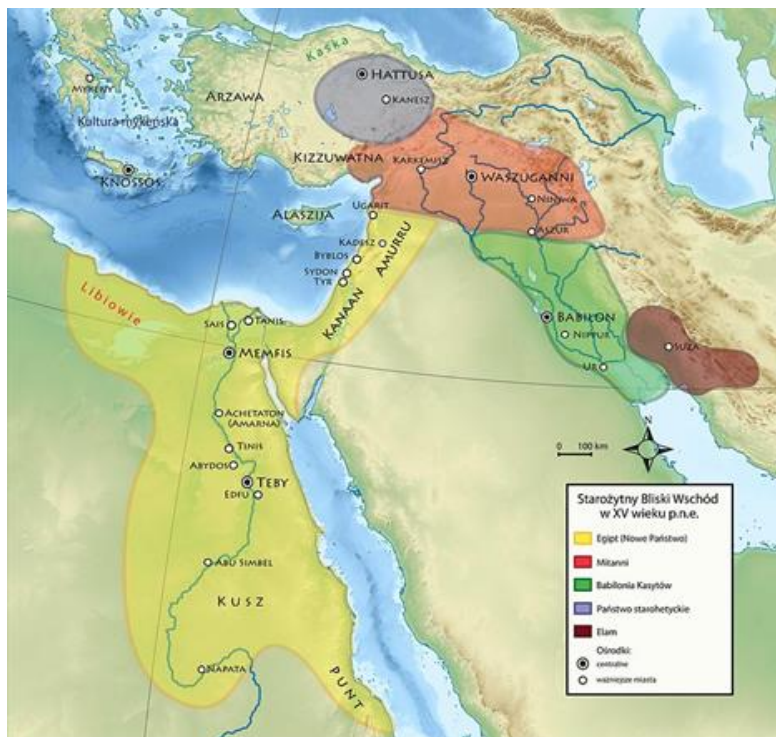 Kaska
HATTUSA
KANESZ
MYKENY
ARZAWA
Kultura mykeńska
KIZZUWATNA
KARKEMISZ
WASZUGANNI
KNOSSOS
NINIWA
ALASZIJA
UGARIT
ASZUR
KADESZ
AMURRU
BYBLOS
SYDON
TYR
KANAAN
Libiowie
SAIS
TANIS
BABILON
NIPPUR
SUZA
MEMFIS
UR
ACHETATON
(AMARNA)
N
0 100 km
TINIS
ABYDOS
TEBY
EDFU
ABU SIMBEL
KUSZ
NAPATA
PUNT
Starożytny Bliski Wschód
w XV wieku p.n.e.
Egipt (Nowe Państwo)
Mitanni
Babilonia Kasytów
Państwo starohetyckie
Elam
Ośrodki:
centralne
ważniejsze miasta